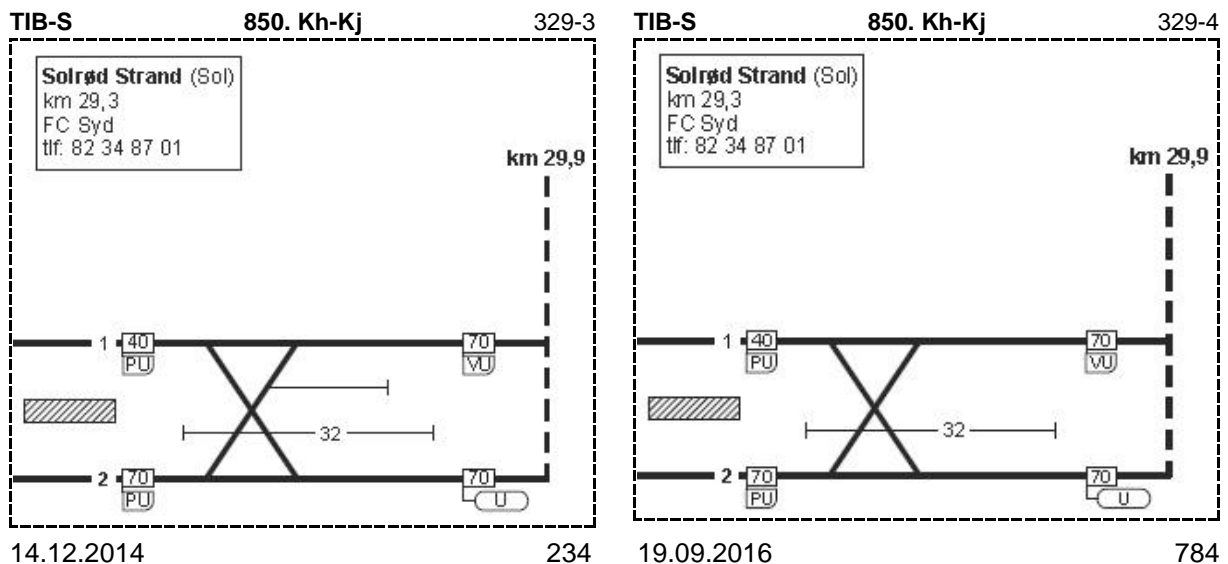 TIB-S 850. Kh-Kj 329-3
Solrød Strand (Sol)
km 29,3
FC Syd
tlf: 82 34 87 01
km 29,9
1 40 70
PU VU
32
2 70 70
PU U
14.12.2014 234
TIB-S 850. Kh-Kj 329-4
Solrød Strand (Sol)
km 29,3
FC Syd
tlf: 82 34 87 01
km 29,9
1 40 70
PU VU
32
2 70 70
PU U
19.09.2016 784